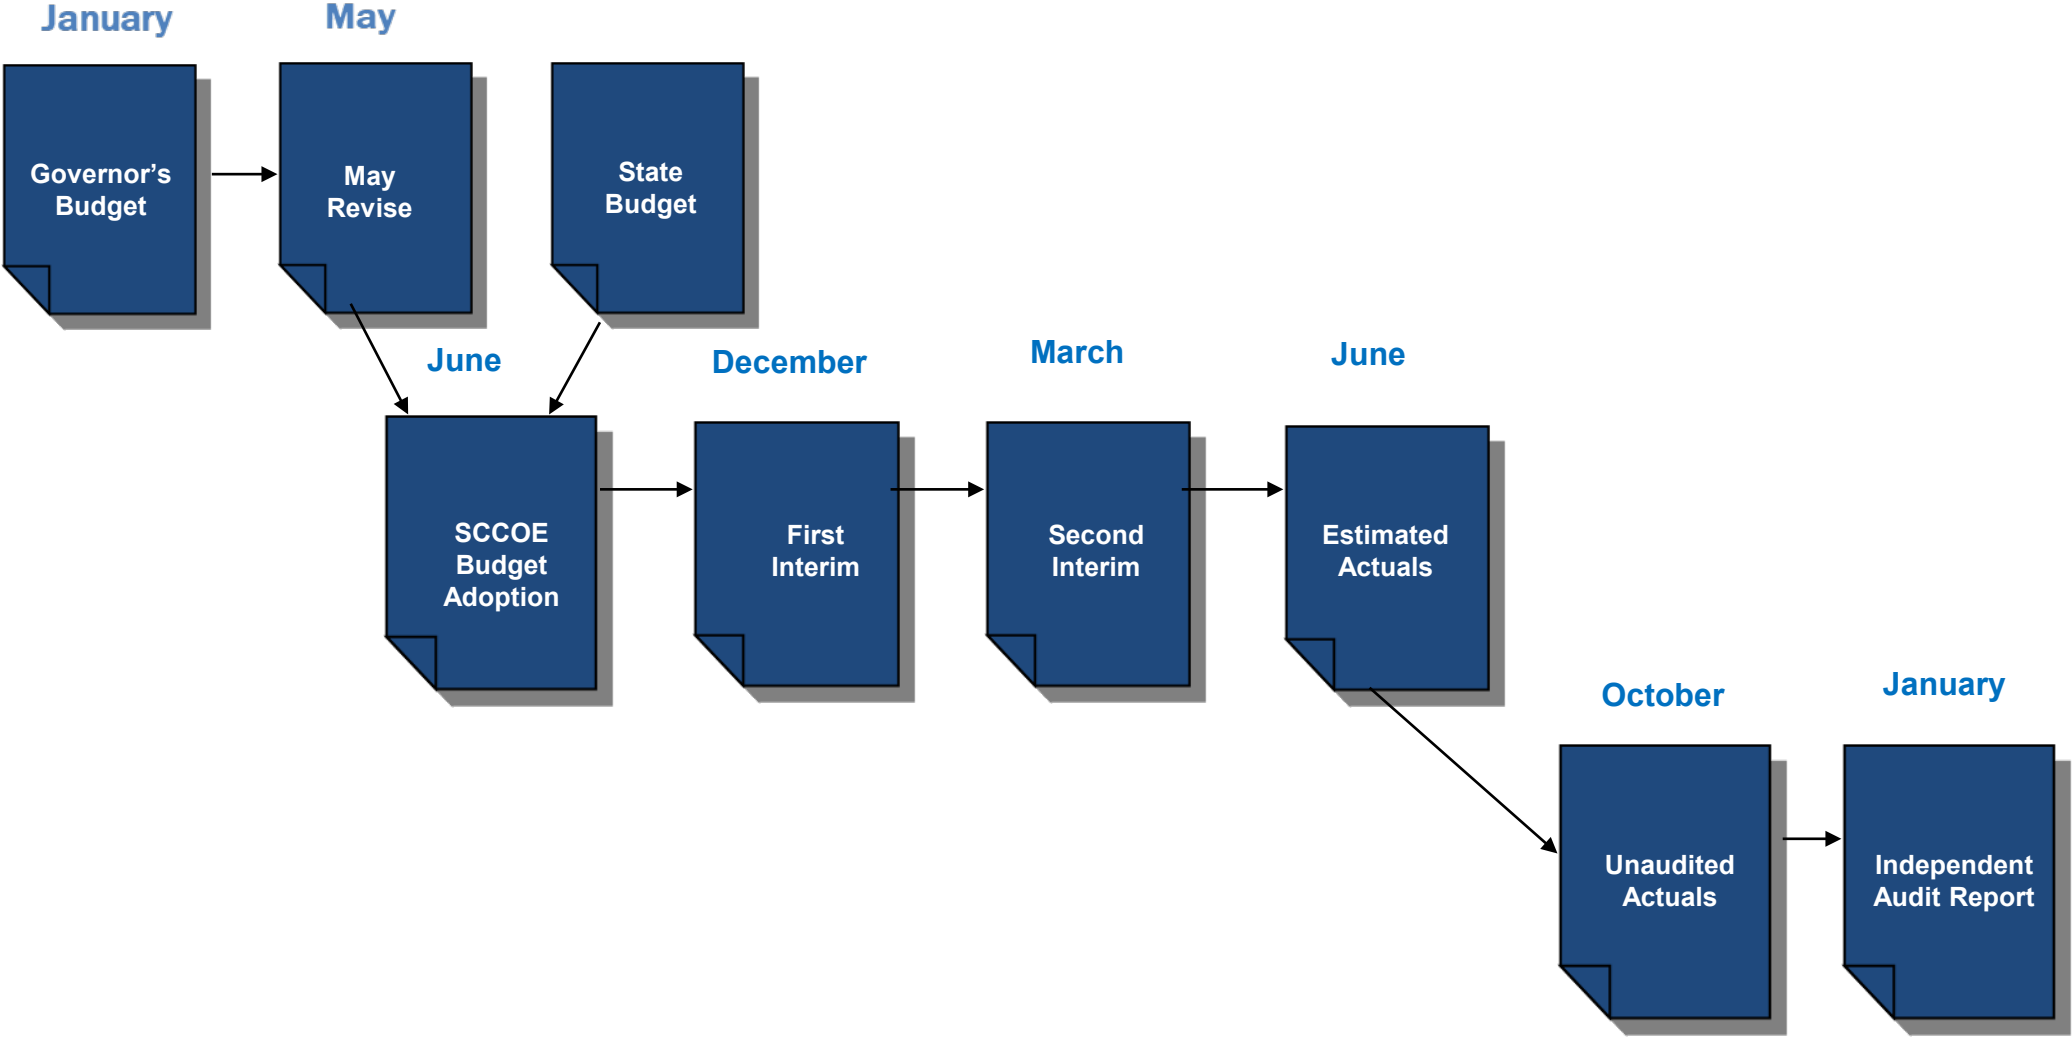 January
May
Governor’s
Budget
May
Revise
State
Budget
June
December
March
June
SCCOE
Budget
Adoption
First
Interim
Second
Interim
Estimated
Actuals
October
January
Unaudited
Actuals
Independent
Audit Report